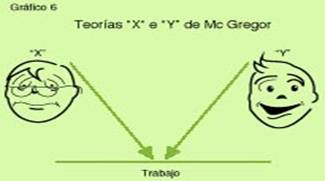 Gráfico 6
Teorías "X" e "Y" de Mc Gregor
"X" "Y"
Trabajo